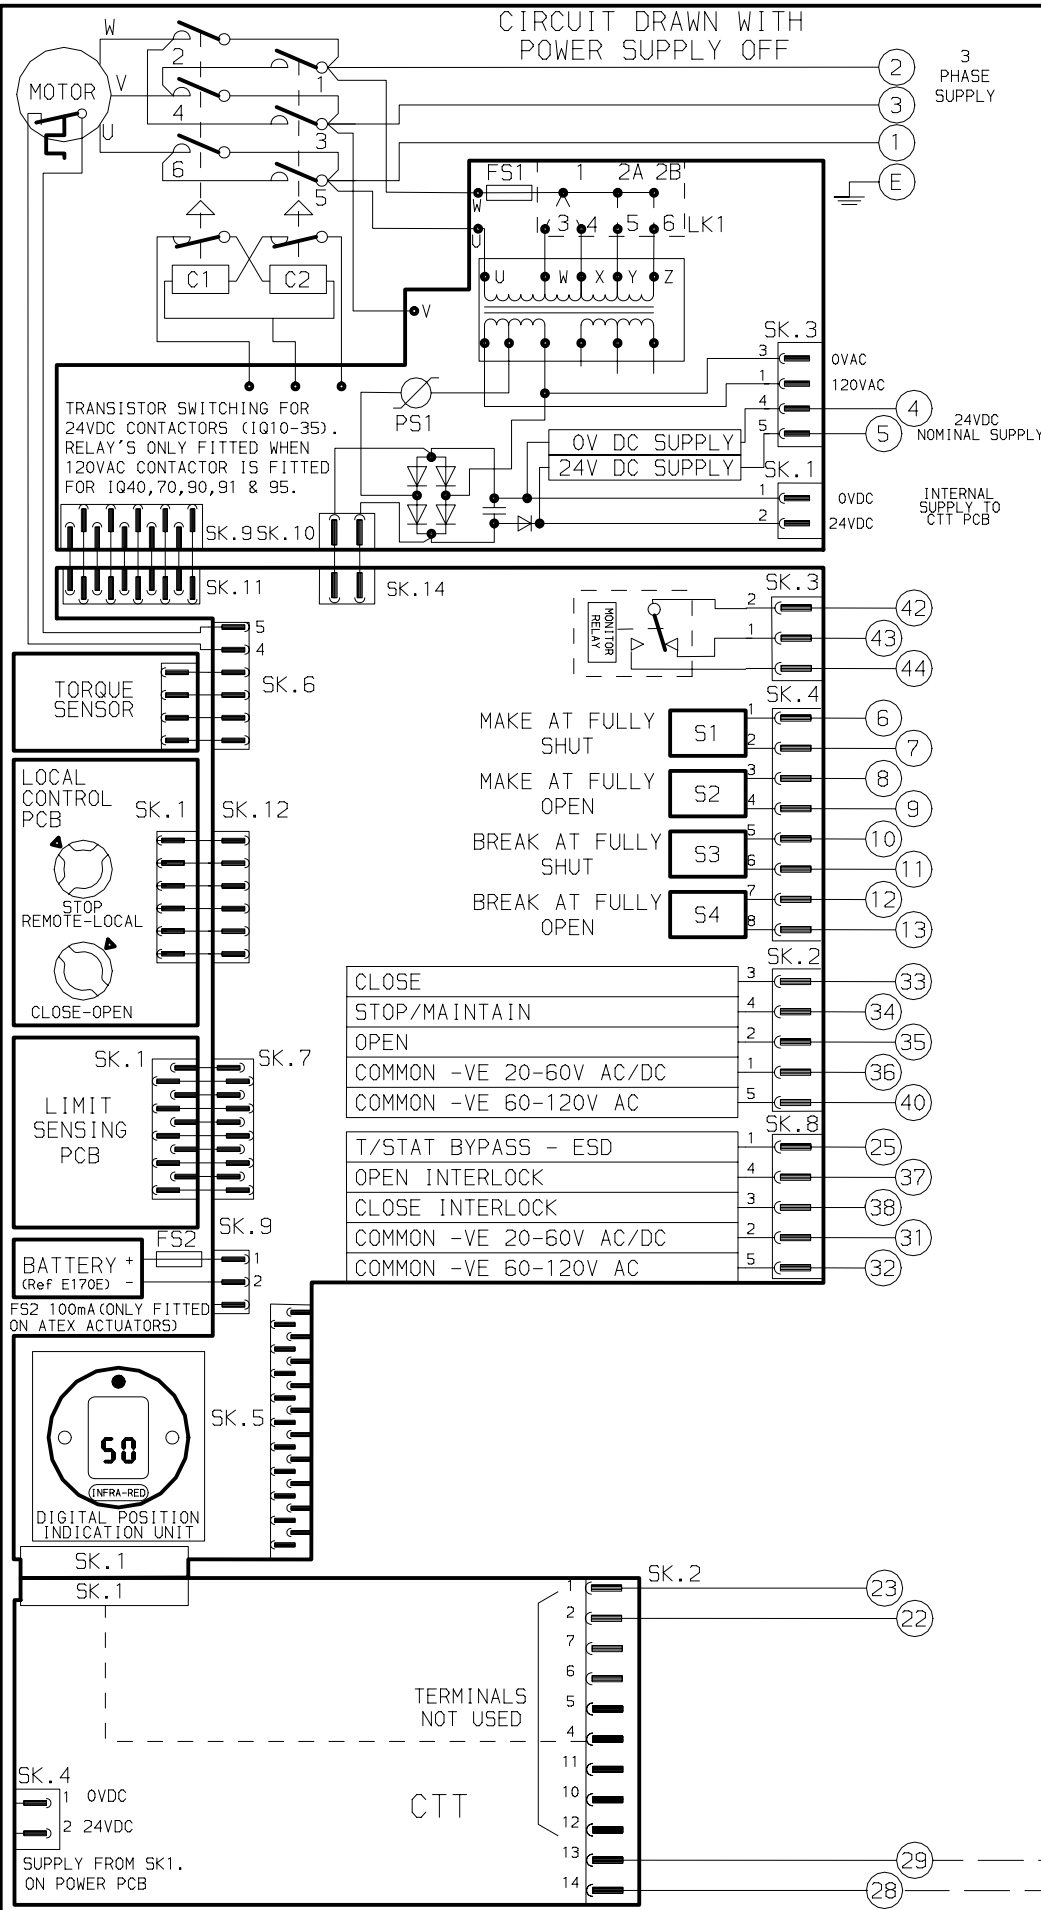 CIRCUIT DRAWN WITH
POWER SUPPLY OFF
W
V
U
MOTOR
2
4
6
1
3
5
2
3
1
E
3
PHASE
SUPPLY
C1
C2
FS1
1
2A
2B
W
U
3
4
5
6
LK1
U
W
X
Y
Z
V
PS1
SK.3
3
0VAC
1
120VAC
4
4
5
5
24VDC
NOMINAL SUPPLY
0V DC SUPPLY
24V DC SUPPLY
SK.1
1
0VDC
2
24VDC
INTERNAL
SUPPLY TO
CTT PCB
TRANSISTOR SWITCHING FOR
24VDC CONTACTORS (IQ10-35).
RELAY'S ONLY FITTED WHEN
120VAC CONTACTOR IS FITTED
FOR IQ40,70,90,91 & 95.
SK.9
SK.10
SK.11
SK.14
5
4
SK.6
TORQUE
SENSOR
MONITOR
RELAY
SK.3
2
42
1
43
44
SK.4
MAKE AT FULLY
SHUT
S1
1
6
2
7
MAKE AT FULLY
OPEN
S2
3
8
4
9
BREAK AT FULLY
SHUT
S3
5
10
6
11
BREAK AT FULLY
OPEN
S4
7
12
8
13
LOCAL
CONTROL
PCB
SK.1
SK.12
STOP
REMOTE-LOCAL
CLOSE-OPEN
SK.2
CLOSE
3
33
STOP/MAINTAIN
4
34
OPEN
2
35
COMMON -VE 20-60V AC/DC
1
36
COMMON -VE 60-120V AC
5
40
SK.8
T/STAT BYPASS - ESD
1
25
OPEN INTERLOCK
4
37
CLOSE INTERLOCK
3
38
COMMON -VE 20-60V AC/DC
2
31
COMMON -VE 60-120V AC
5
32
SK.1
SK.7
LIMIT
SENSING
PCB
SK.9
FS2
BATTERY
(Ref E170E)
+
-
1
2
FS2 100mA(ONLY FITTED
ON ATEX ACTUATORS)
SK.5
50
INFRA-RED
DIGITAL POSITION
INDICATION UNIT
SK.1
SK.1
SK.2
1
23
2
22
7
6
5
4
11
10
12
13
29
14
28
TERMINALS
NOT USED
CTT
SK.4
1
0VDC
2
24VDC
SUPPLY FROM SK1.
ON POWER PCB